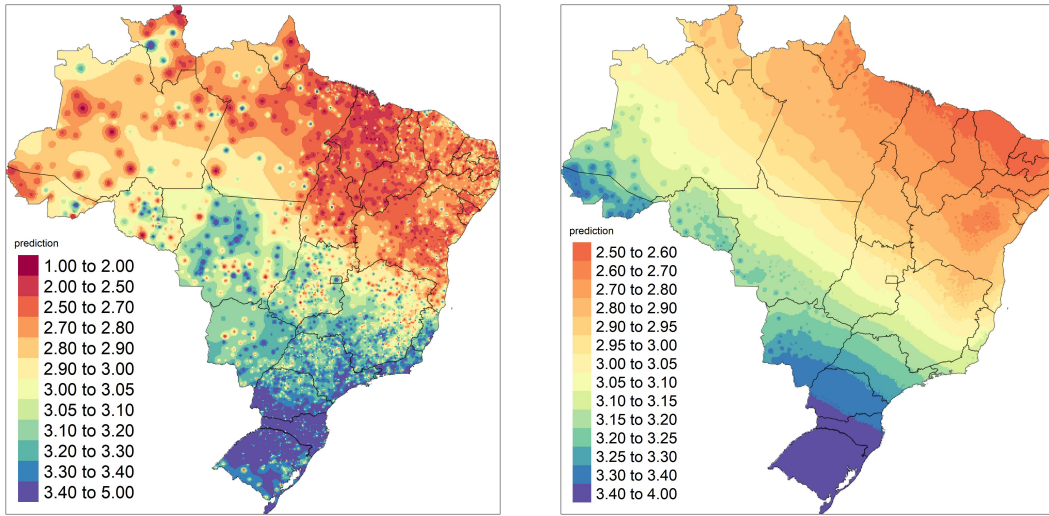 prediction
1.00 to 2.00
2.00 to 2.50
2.50 to 2.70
2.70 to 2.80
2.80 to 2.90
2.90 to 3.00
3.00 to 3.05
3.05 to 3.10
3.10 to 3.20
3.20 to 3.30
3.30 to 3.40
3.40 to 5.00
prediction
2.50 to 2.60
2.60 to 2.70
2.70 to 2.80
2.80 to 2.90
2.90 to 2.95
2.95 to 3.00
3.00 to 3.05
3.05 to 3.10
3.10 to 3.15
3.15 to 3.20
3.20 to 3.25
3.25 to 3.30
3.30 to 3.40
3.40 to 4.00